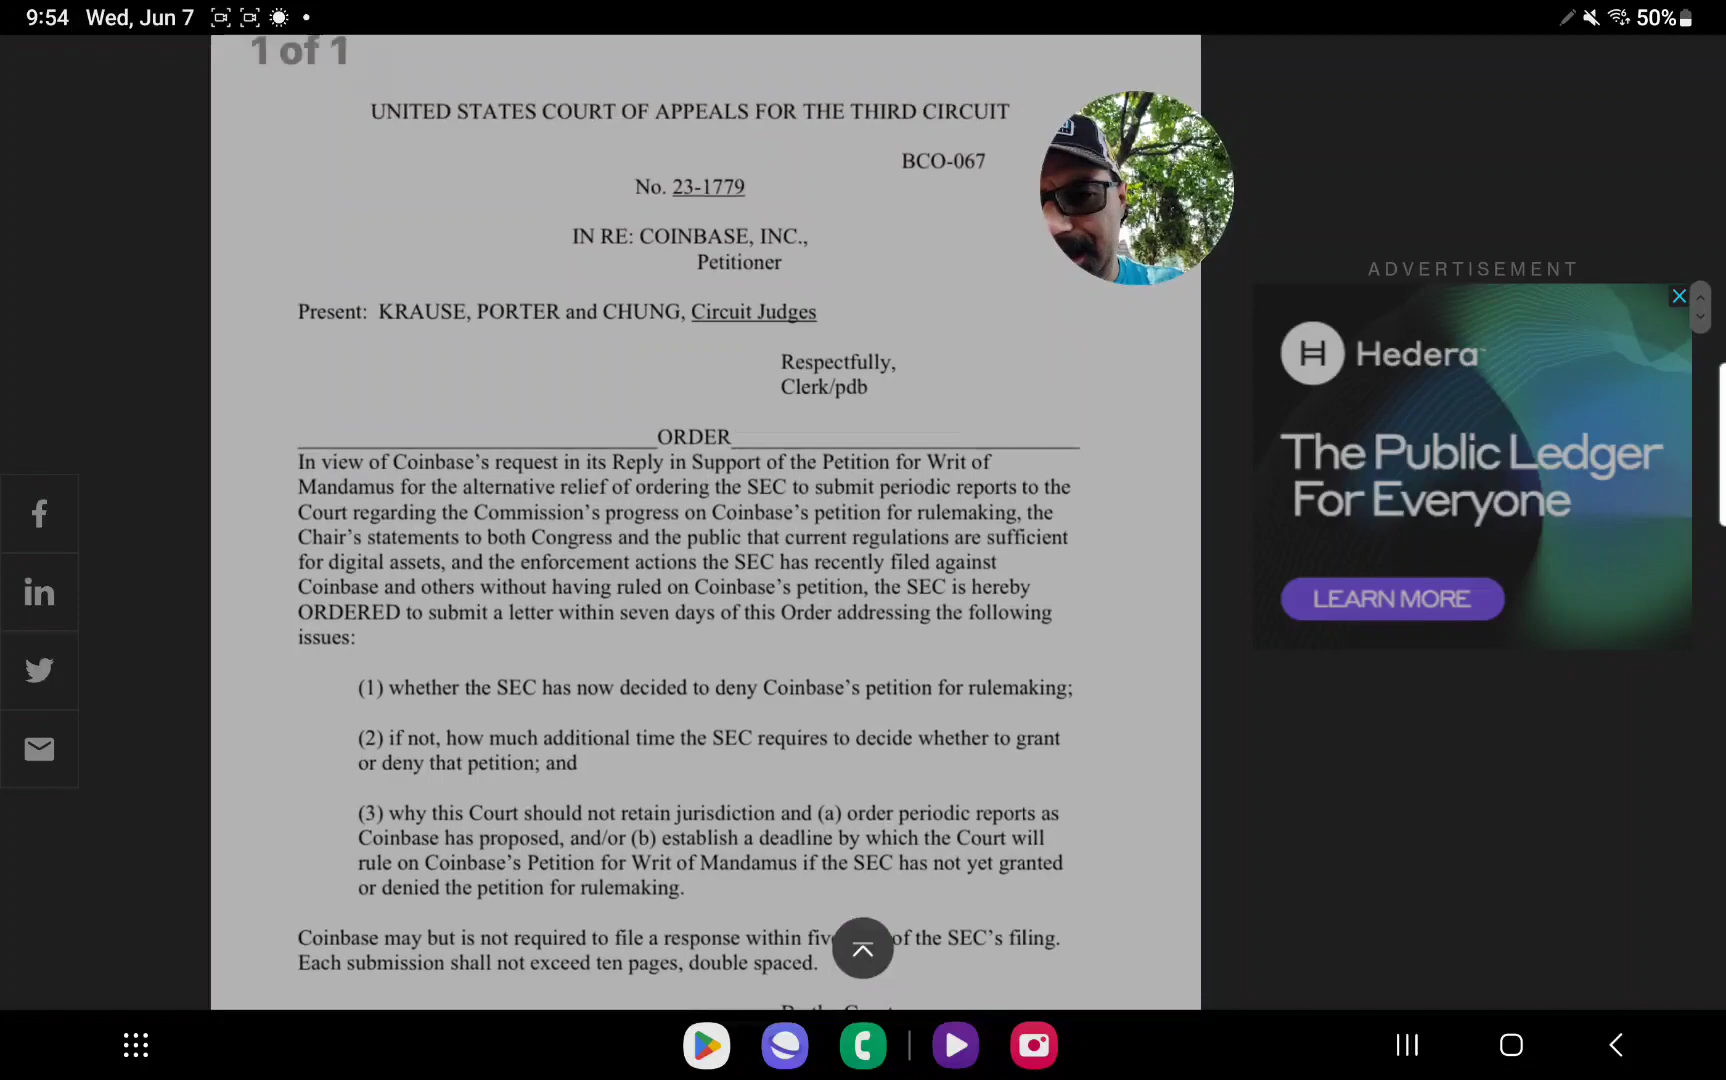 9:54 Wed, Jun 7
50%
1 of 1
UNITED STATES COURT OF APPEALS FOR THE THIRD CIRCUIT
BCO-067
No. 23-1779
IN RE: COINBASE, INC.,
Petitioner
Present: KRAUSE, PORTER and CHUNG, Circuit Judges
Respectfully,
Clerk/pdb
ORDER
In view of Coinbase’s request in its Reply in Support of the Petition for Writ of
Mandamus for the alternative relief of ordering the SEC to submit periodic reports to the
Court regarding the Commission’s progress on Coinbase’s petition for rulemaking, the
Chair’s statements to both Congress and the public that current regulations are sufficient
for digital assets, and the enforcement actions the SEC has recently filed against
Coinbase and others without having ruled on Coinbase’s petition, the SEC is hereby
ORDERED to submit a letter within seven days of this Order addressing the following
issues:
(1) whether the SEC has now decided to deny Coinbase’s petition for rulemaking;
(2) if not, how much additional time the SEC requires to decide whether to grant
or deny that petition; and
(3) why this Court should not retain jurisdiction and (a) order periodic reports as
Coinbase has proposed, and/or (b) establish a deadline by which the Court will
rule on Coinbase’s Petition for Writ of Mandamus if the SEC has not yet granted
or denied the petition for rulemaking.
Coinbase may but is not required to file a response within of the SEC’s filing.
Each submission shall not exceed ten pages, double spaced.
ADVERTISEMENT
H Hedera
The Public Ledger
For Everyone
LEARN MORE